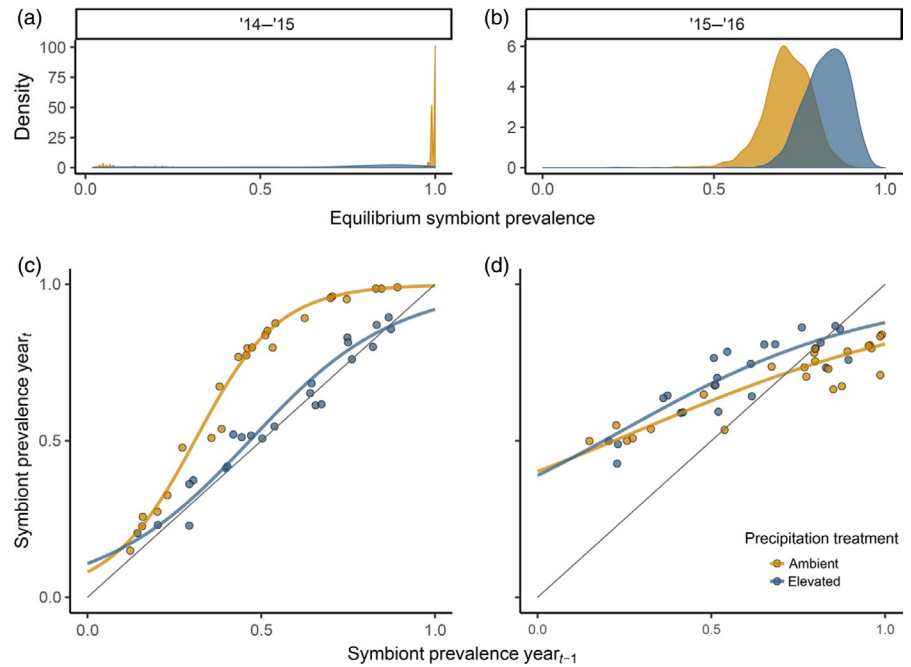 (a)
'14–'15
(b)
'15–'16
Density
100
75
50
25
0
0.0
0.5
1.0
6
4
2
0
0.0
0.5
1.0
Equilibrium symbiont prevalence
(c)
(d)
Symbiont prevalence year t
1.0
0.5
0.0
0.0
0.5
1.0
0.0
0.5
1.0
Precipitation treatment
Ambient
Elevated
Symbiont prevalence year t−1